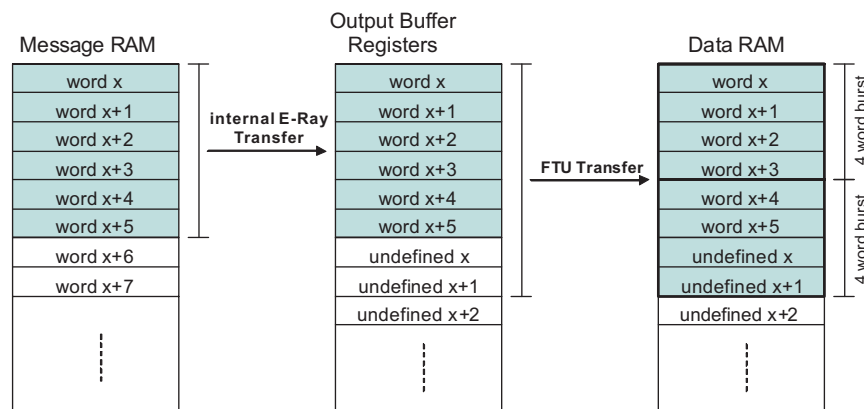 Message RAM
word x
word x+1
word x+2
word x+3
word x+4
word x+5
word x+6
word x+7
internal E-Ray
Transfer
Output Buffer
Registers
word x
word x+1
word x+2
word x+3
word x+4
word x+5
undefined x
undefined x+1
undefined x+2
FTU Transfer
Data RAM
word x
word x+1
word x+2
word x+3
word x+4
word x+5
undefined x
undefined x+1
undefined x+2
4 word burst
4 word burst